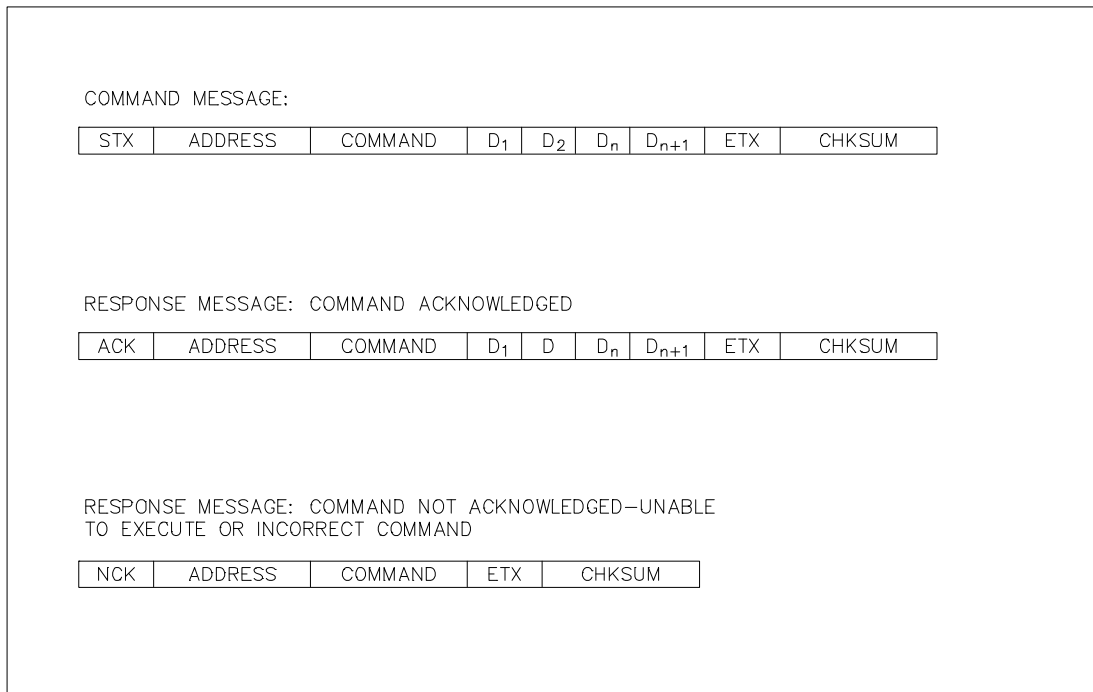 COMMAND MESSAGE:
STX ADDRESS COMMAND D₁ D₂ Dₙ Dₙ₊₁ ETX CHKSUM
RESPONSE MESSAGE: COMMAND ACKNOWLEDGED
ACK ADDRESS COMMAND D₁ D Dₙ Dₙ₊₁ ETX CHKSUM
RESPONSE MESSAGE: COMMAND NOT ACKNOWLEDGED–UNABLE
TO EXECUTE OR INCORRECT COMMAND
NCK ADDRESS COMMAND ETX CHKSUM